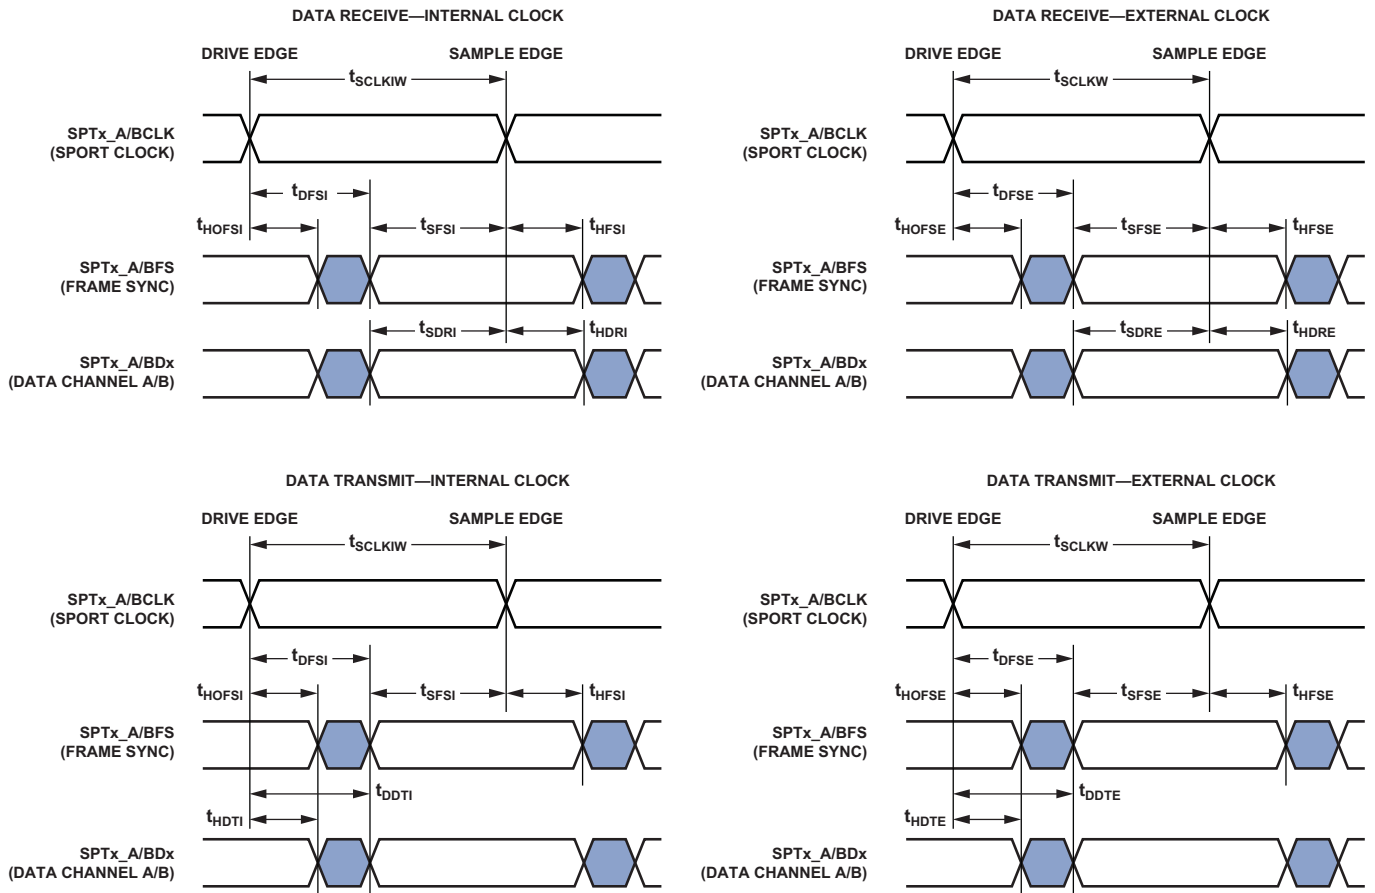 DATA RECEIVE—INTERNAL CLOCK
DRIVE EDGE
SAMPLE EDGE
tSCLKIW
SPTx_A/BCLK
(SPORT CLOCK)
tDFSI
tHOFSI
tSFSI
tHFSI
SPTx_A/BFS
(FRAME SYNC)
tSDRI
tHDRI
SPTx_A/BDx
(DATA CHANNEL A/B)
DATA RECEIVE—EXTERNAL CLOCK
DRIVE EDGE
SAMPLE EDGE
tSCLKW
SPTx_A/BCLK
(SPORT CLOCK)
tDFSE
tHOFSE
tSFSE
tHFSE
SPTx_A/BFS
(FRAME SYNC)
tSDRE
tHDRE
SPTx_A/BDx
(DATA CHANNEL A/B)
DATA TRANSMIT—INTERNAL CLOCK
DRIVE EDGE
SAMPLE EDGE
tSCLKIW
SPTx_A/BCLK
(SPORT CLOCK)
tDFSI
tHOFSI
tSFSI
tHFSI
SPTx_A/BFS
(FRAME SYNC)
tDDTI
tHDTI
SPTx_A/BDx
(DATA CHANNEL A/B)
DATA TRANSMIT—EXTERNAL CLOCK
DRIVE EDGE
SAMPLE EDGE
tSCLKW
SPTx_A/BCLK
(SPORT CLOCK)
tDFSE
tHOFSE
tSFSE
tHFSE
SPTx_A/BFS
(FRAME SYNC)
tDDTE
tHDTE
SPTx_A/BDx
(DATA CHANNEL A/B)